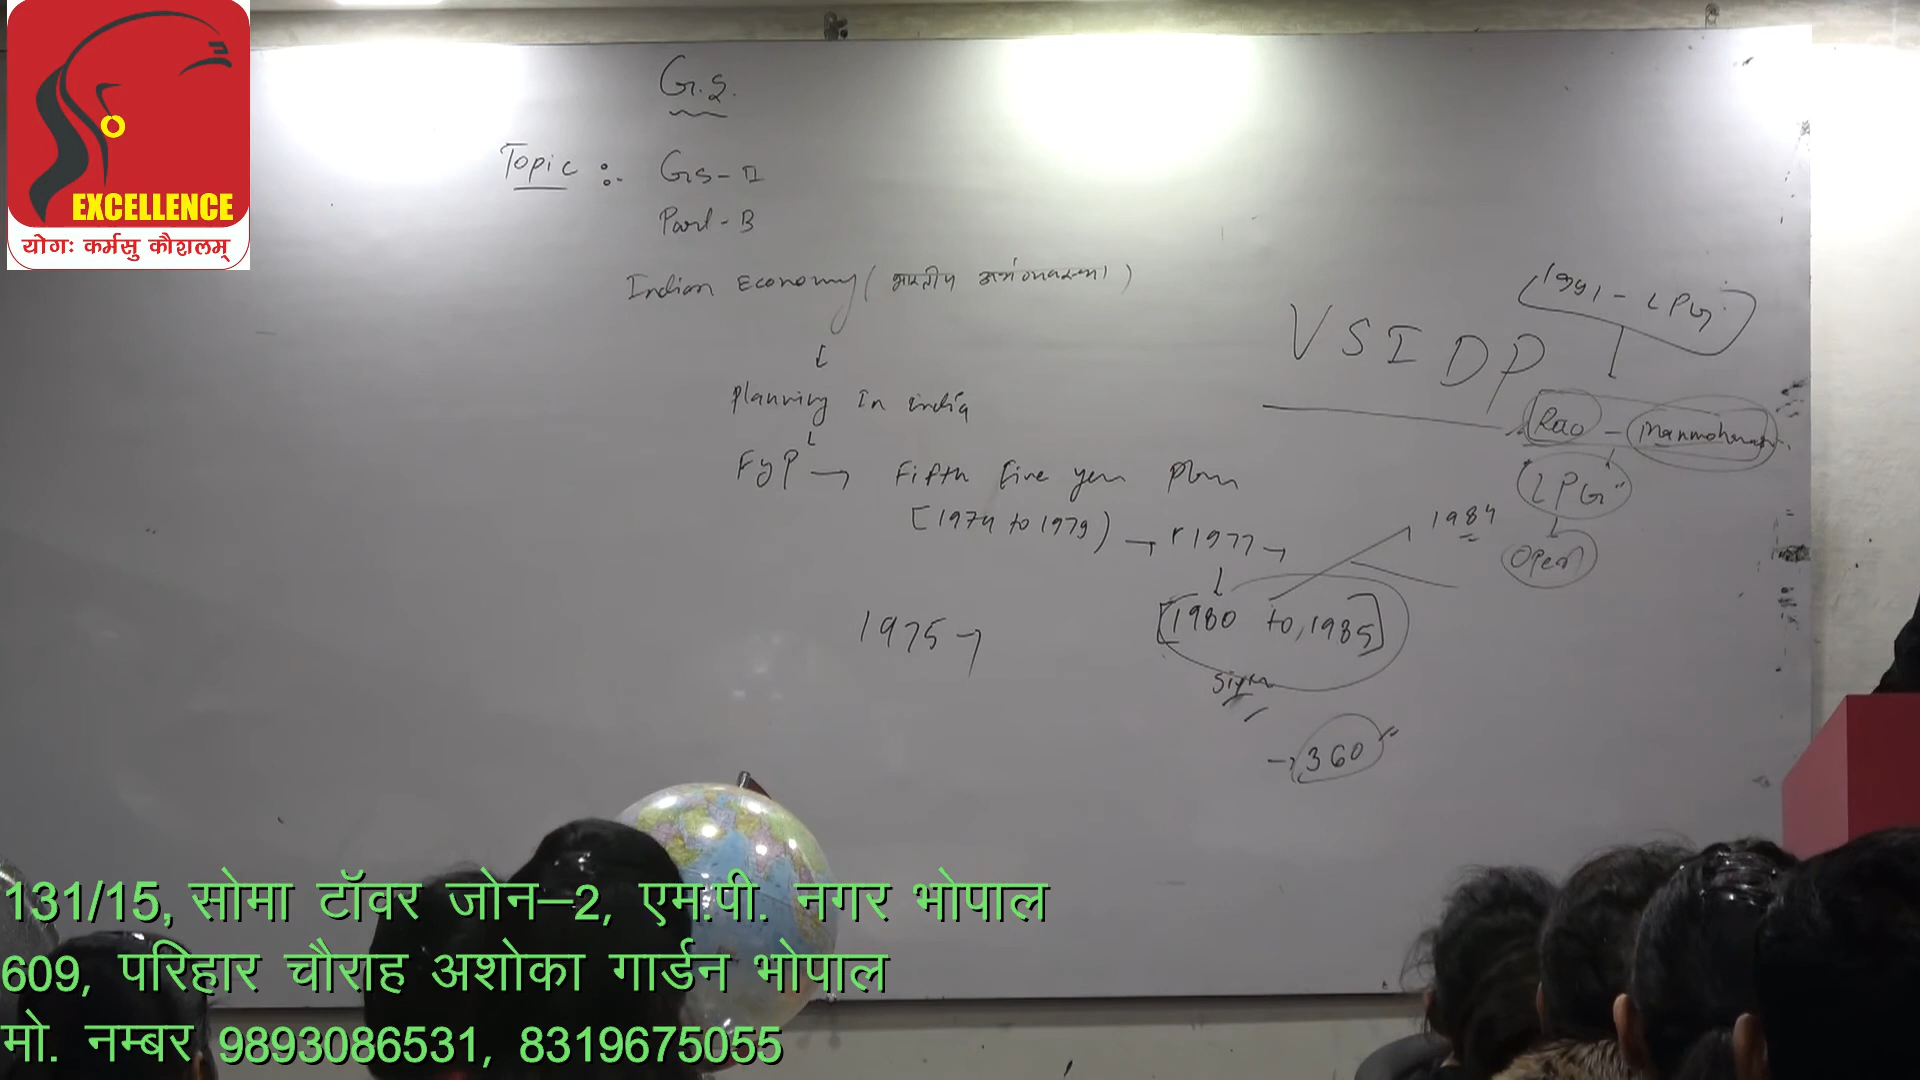 EXCELLENCE
योगः कर्मसु कौशलम्
G.S.
Topic :- GS-II
Part-B
Indian Economy (भारतीय अर्थव्यवस्था)
1991 - LPG
VSIDP
Planning In india
Rao - Manmohan
FyP → Fifth five year plan
LPG"
[1974 to 1979) → 1977 →
1984
open
1975 →
[1980 to, 1985]
→ 360"
131/15, सोमा टॉवर जोन–2, एम.पी. नगर भोपाल
609, परिहार चौराह अशोका गार्डन भोपाल
मो. नम्बर 9893086531, 8319675055